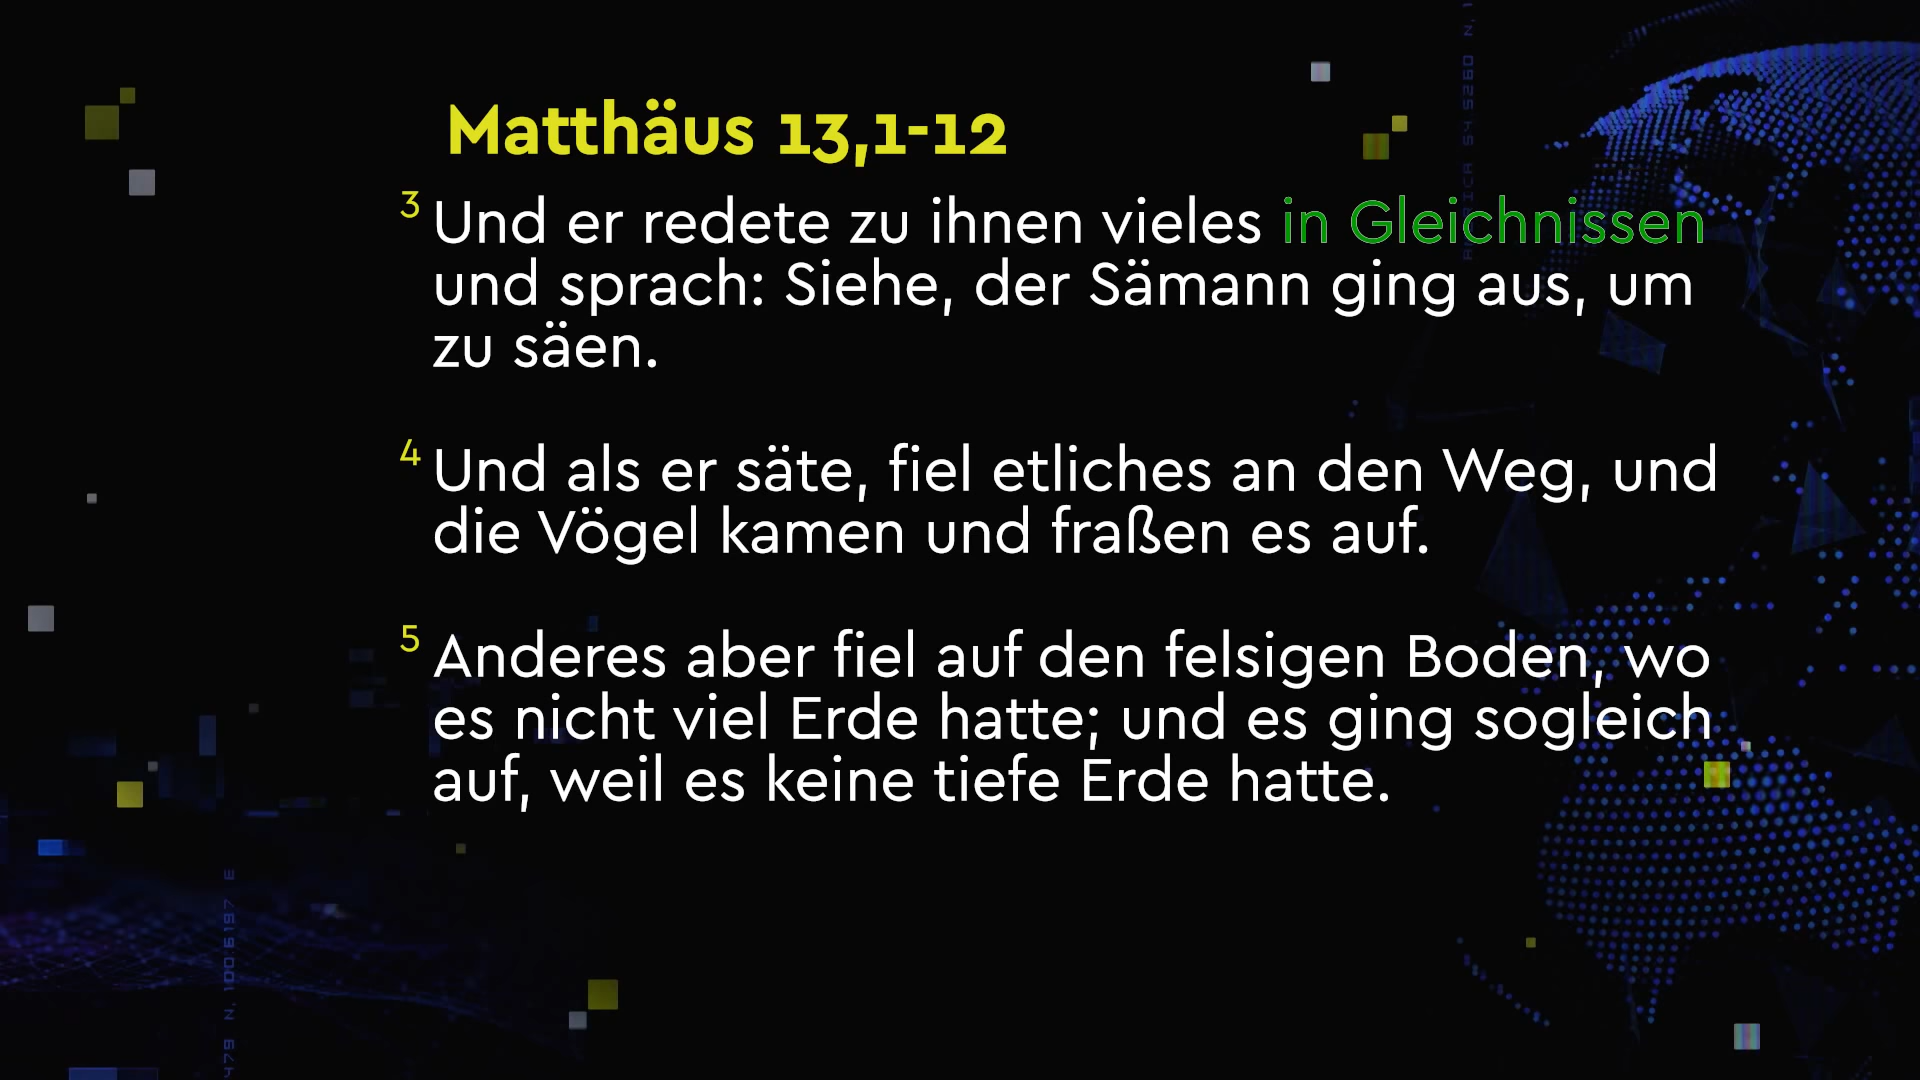 Matthäus 13,1-12
3 Und er redete zu ihnen vieles in Gleichnissen
und sprach: Siehe, der Sämann ging aus, um
zu säen.
4 Und als er säte, fiel etliches an den Weg, und
die Vögel kamen und fraßen es auf.
5 Anderes aber fiel auf den felsigen Boden, wo
es nicht viel Erde hatte; und es ging sogleich
auf, weil es keine tiefe Erde hatte.